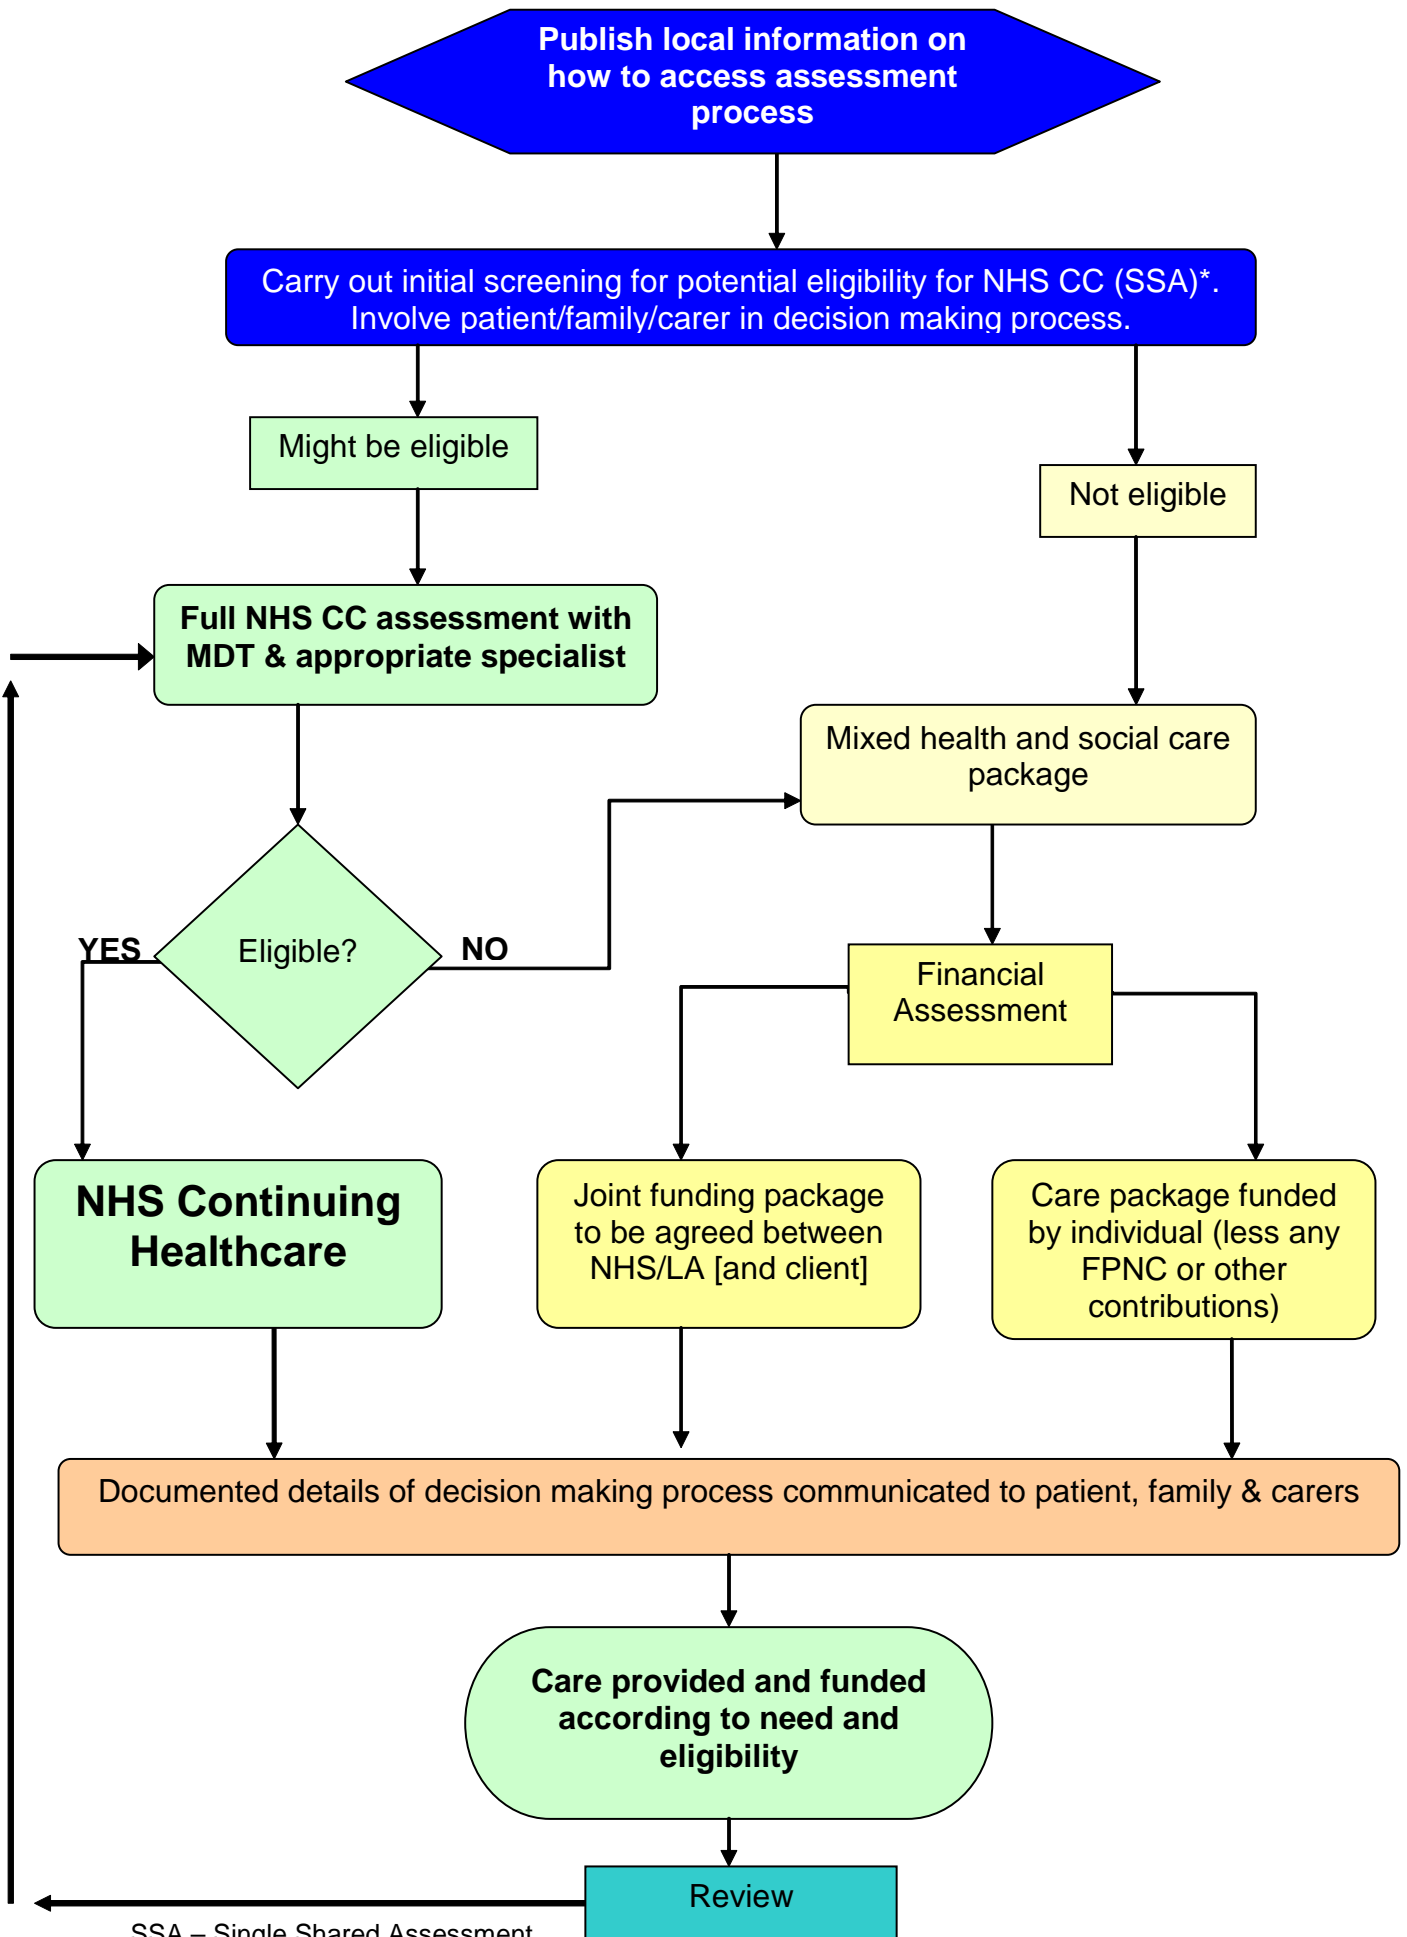 Publish local information on
how to access assessment
process
Carry out initial screening for potential eligibility for NHS CC (SSA)*.
Involve patient/family/carer in decision making process.
Might be eligible
Not eligible
Full NHS CC assessment with
MDT & appropriate specialist
Mixed health and social care
package
YES
Eligible?
NO
Financial
Assessment
NHS Continuing
Healthcare
Joint funding package
to be agreed between
NHS/LA [and client]
Care package funded
by individual (less any
FPNC or other
contributions)
Documented details of decision making process communicated to patient, family & carers
Care provided and funded
according to need and
eligibility
Review
SSA – Single Shared Assessment